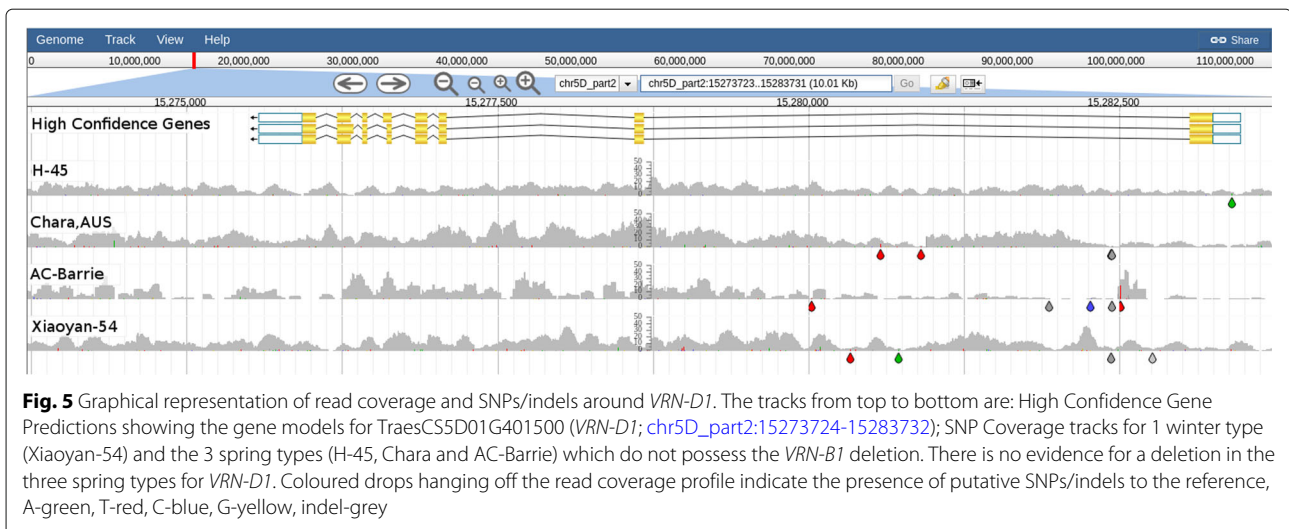 Genome Track View Help Share
0 10,000,000 20,000,000 30,000,000 40,000,000 50,000,000 60,000,000 70,000,000 80,000,000 90,000,000 100,000,000 110,000,000
chr5D_part2 chr5D_part2:15273723..15283731 (10.01 Kb) Go
15,275,000 15,277,500 15,280,000 15,282,500
High Confidence Genes
H-45
Chara,AUS
AC-Barrie
Xiaoyan-54
Fig. 5 Graphical representation of read coverage and SNPs/indels around VRN-D1. The tracks from top to bottom are: High Confidence Gene
Predictions showing the gene models for TraesCS5D01G401500 (VRN-D1; chr5D_part2:15273724-15283732); SNP Coverage tracks for 1 winter type
(Xiaoyan-54) and the 3 spring types (H-45, Chara and AC-Barrie) which do not possess the VRN-B1 deletion. There is no evidence for a deletion in the
three spring types for VRN-D1. Coloured drops hanging off the read coverage profile indicate the presence of putative SNPs/indels to the reference,
A-green, T-red, C-blue, G-yellow, indel-grey